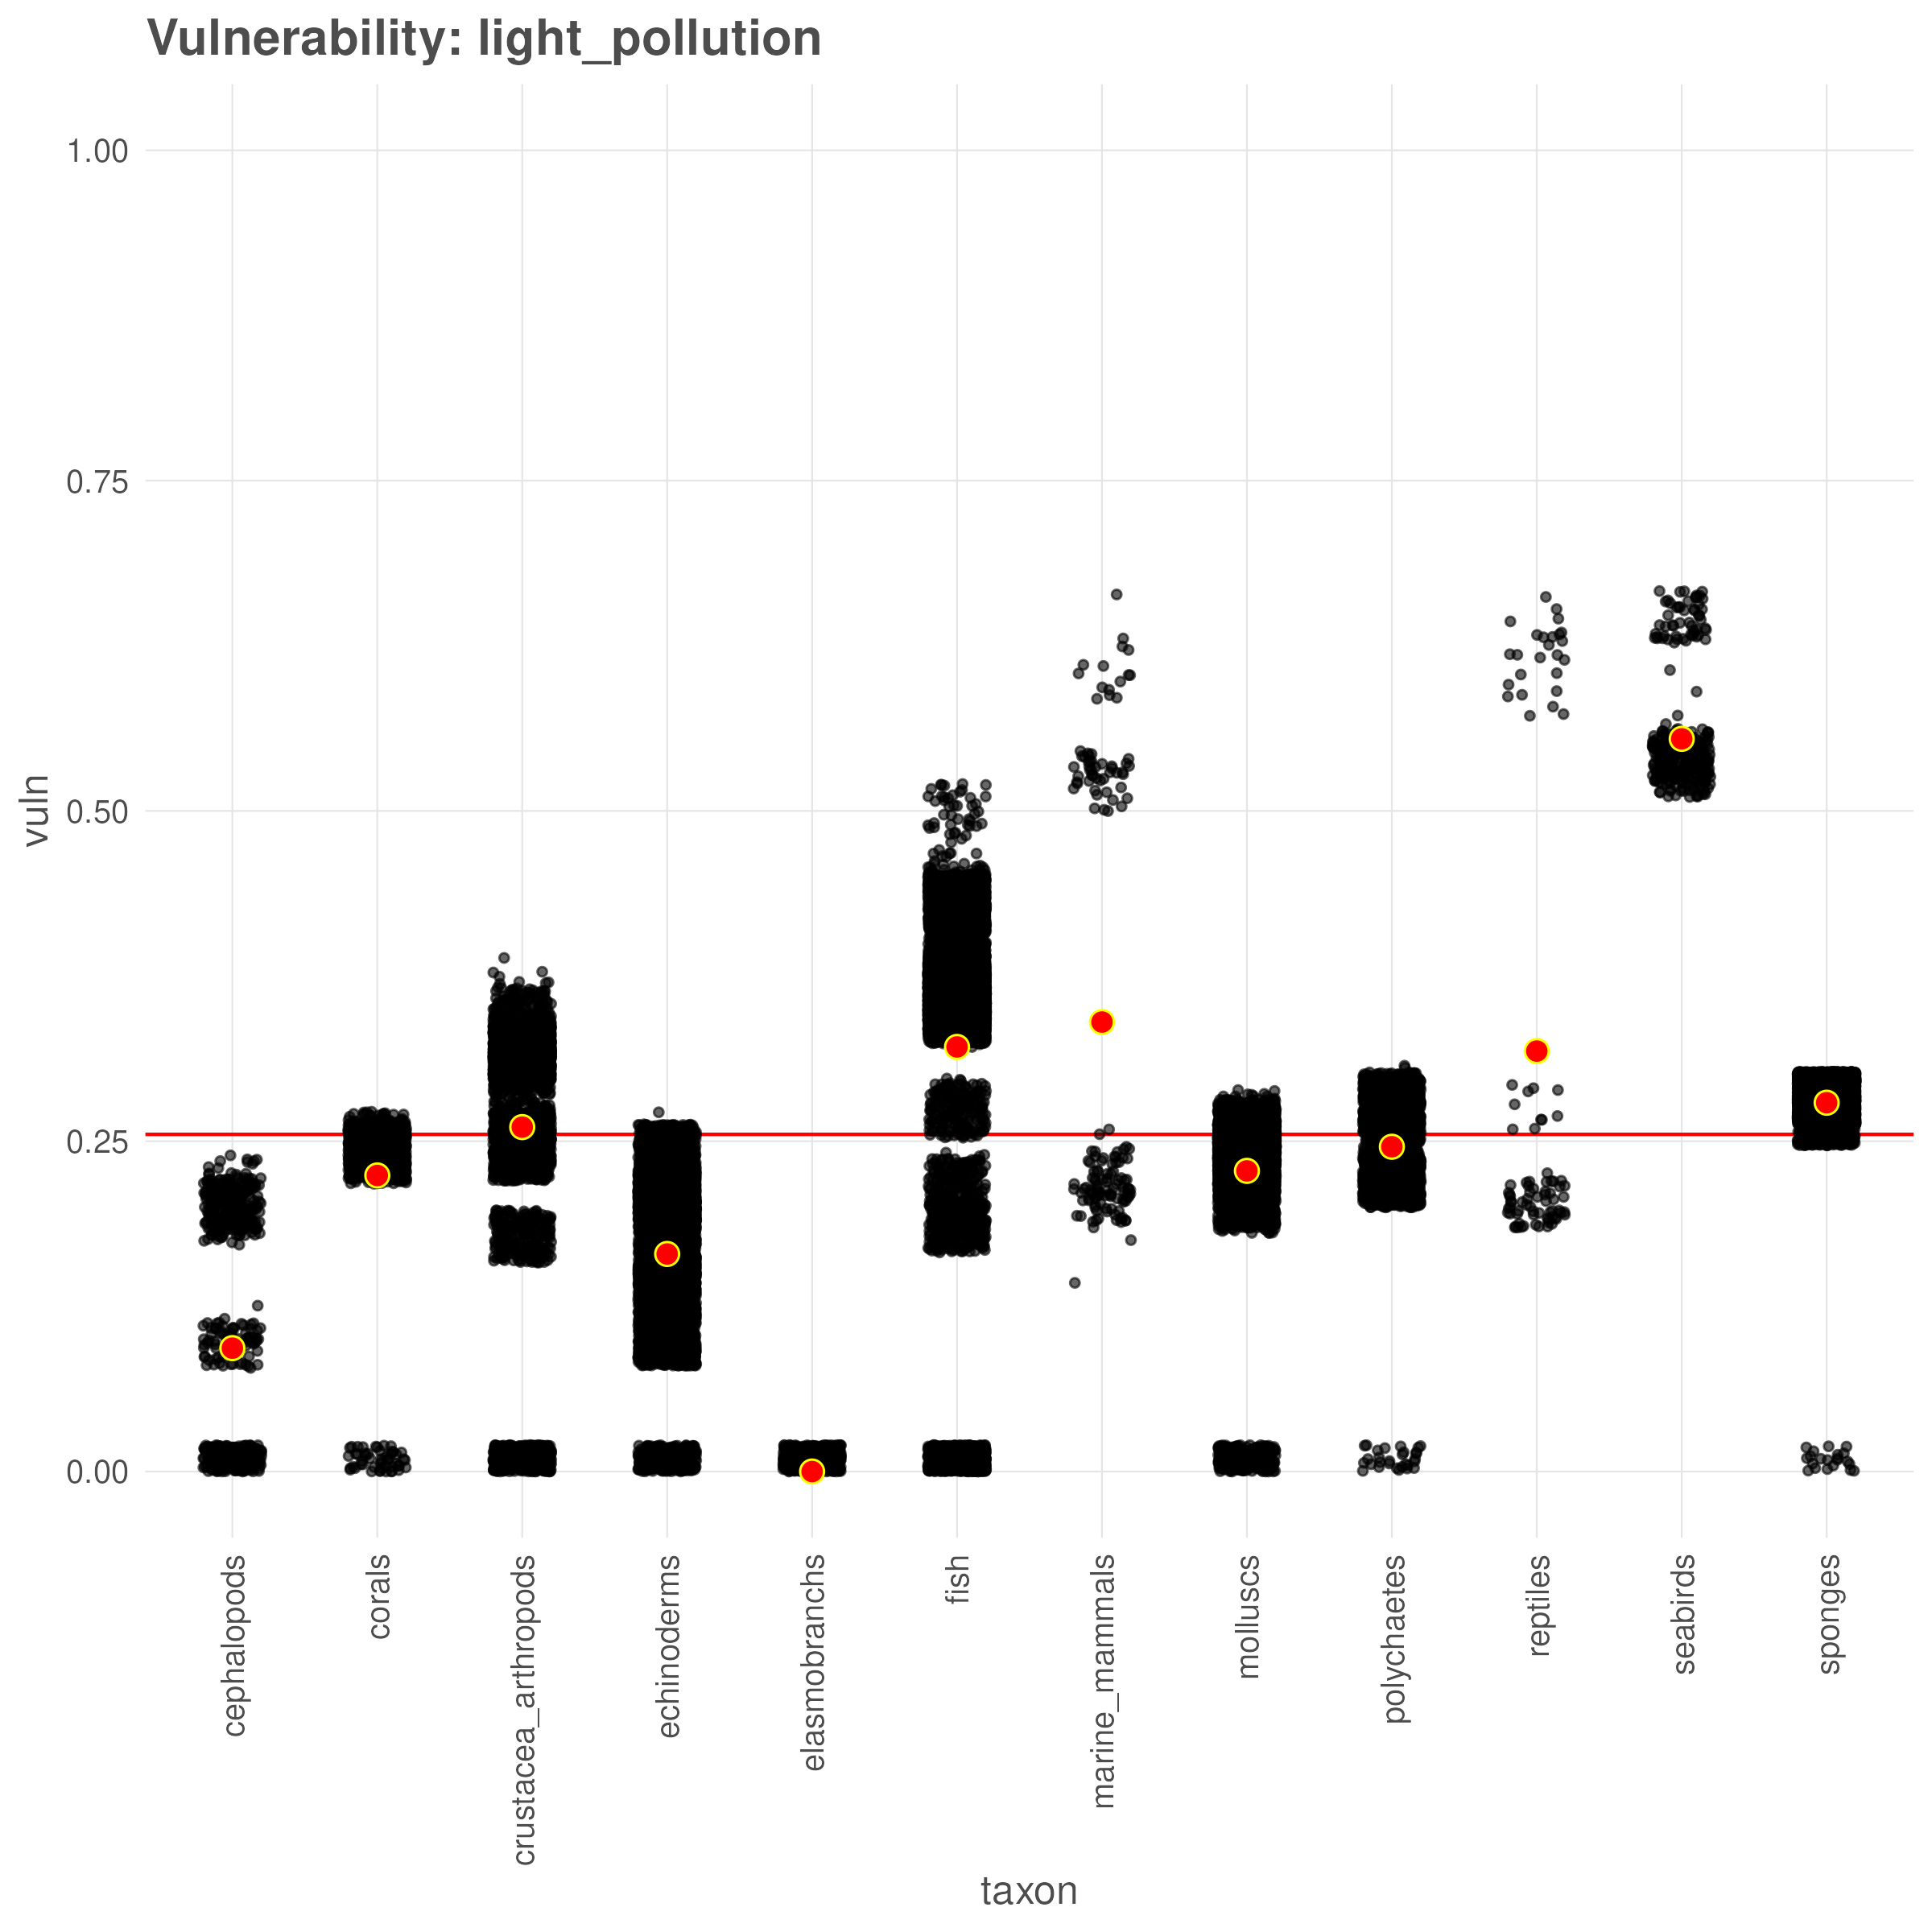 Vulnerability: light_pollution
1.00
0.75
0.50
0.25
0.00
vuln
cephalopods
corals
crustacea_arthropods
echinoderms
elasmobranchs
fish
marine_mammals
molluscs
polychaetes
reptiles
seabirds
sponges
taxon